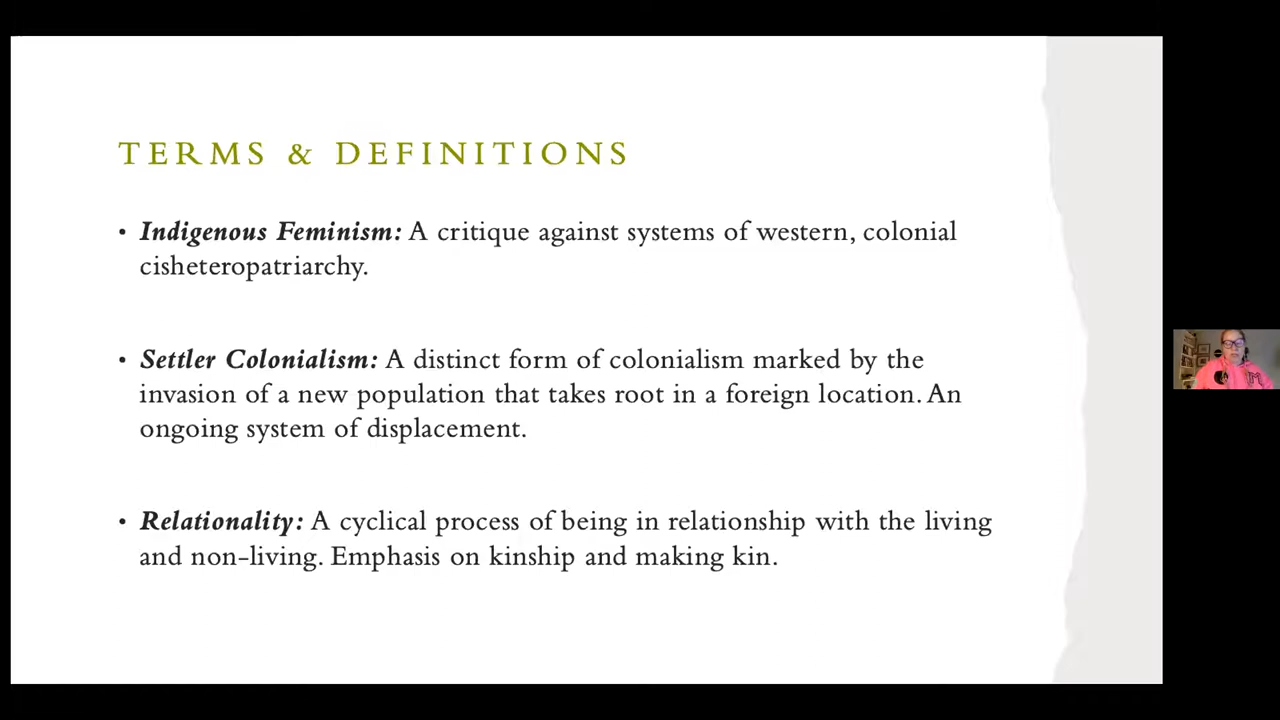 TERMS & DEFINITIONS
• Indigenous Feminism: A critique against systems of western, colonial
cisheteropatriarchy.
• Settler Colonialism: A distinct form of colonialism marked by the
invasion of a new population that takes root in a foreign location. An
ongoing system of displacement.
• Relationality: A cyclical process of being in relationship with the living
and non-living. Emphasis on kinship and making kin.